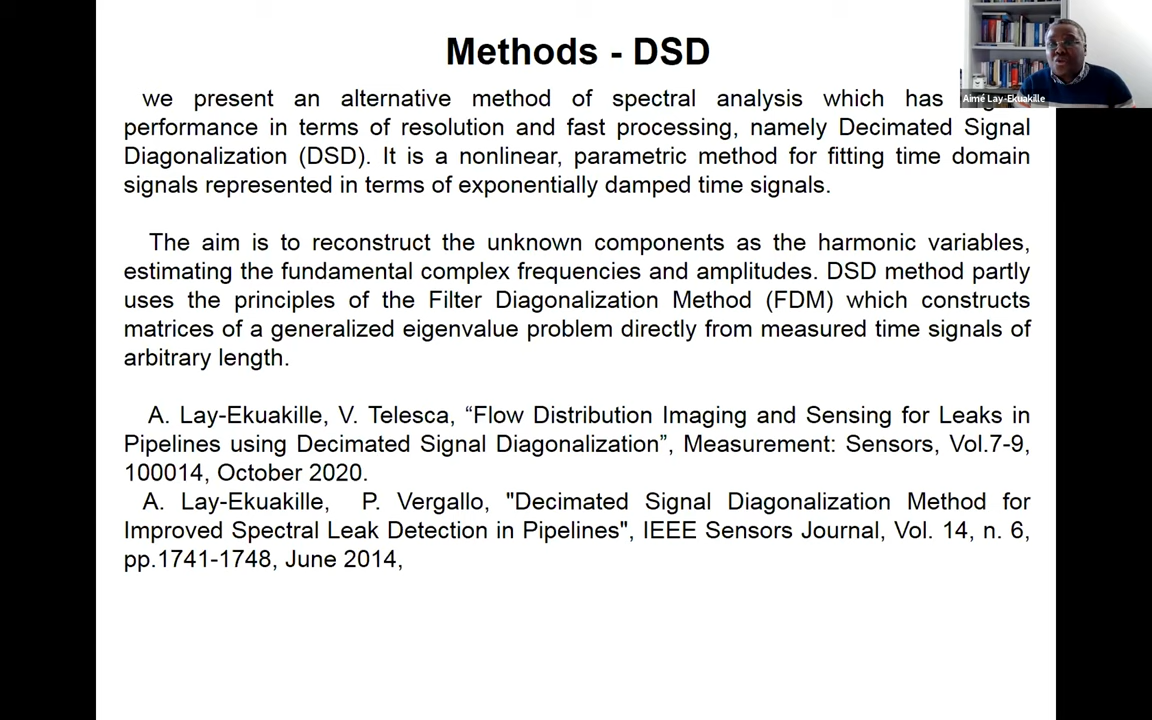 Methods - DSD
we present an alternative method of spectral analysis which has
performance in terms of resolution and fast processing, namely Decimated Signal
Diagonalization (DSD). It is a nonlinear, parametric method for fitting time domain
signals represented in terms of exponentially damped time signals.
The aim is to reconstruct the unknown components as the harmonic variables,
estimating the fundamental complex frequencies and amplitudes. DSD method partly
uses the principles of the Filter Diagonalization Method (FDM) which constructs
matrices of a generalized eigenvalue problem directly from measured time signals of
arbitrary length.
A. Lay-Ekuakille, V. Telesca, “Flow Distribution Imaging and Sensing for Leaks in
Pipelines using Decimated Signal Diagonalization”, Measurement: Sensors, Vol.7-9,
100014, October 2020.
A. Lay-Ekuakille, P. Vergallo, "Decimated Signal Diagonalization Method for
Improved Spectral Leak Detection in Pipelines", IEEE Sensors Journal, Vol. 14, n. 6,
pp.1741-1748, June 2014,
Aimé Lay-Ekuakille